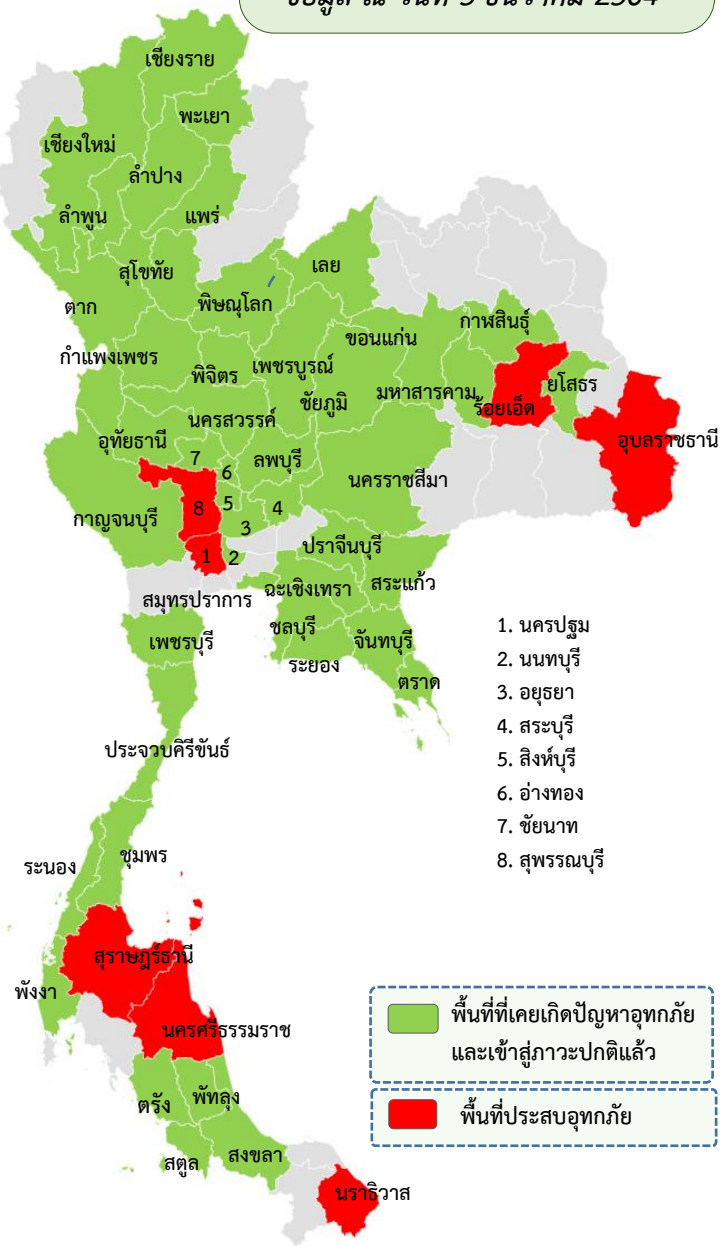 เชียงราย
พะเยา
เชียงใหม่
ลำปาง
ลำพูน
แพร่
สุโขทัย
เลย
ตาก
พิษณุโลก
กาฬสินธุ์
ขอนแก่น
กำแพงเพชร
เพชรบูรณ์
พิจิตร
ยโสธร
มหาสารคาม
ชัยภูมิ
ร้อยเอ็ด
นครสวรรค์
อุทัยธานี
อุบลราชธานี
7
ลพบุรี
6
นครราชสีมา
5
8
4
กาญจนบุรี
3
ปราจีนบุรี
1
2
สระแก้ว
ฉะเชิงเทรา
สมุทรปราการ
ชลบุรี
จันทบุรี
เพชรบุรี
ระยอง
ตราด
1. นครปฐม
2. นนทบุรี
3. อยุธยา
4. สระบุรี
5. สิงห์บุรี
6. อ่างทอง
7. ชัยนาท
8. สุพรรณบุรี
ประจวบคิรีขันธ์
ชุมพร
ระนอง
สุราษฎร์ธานี
พังงา
นครศรีธรรมราช
พัทลุง
ตรัง
สงขลา
สตูล
นราธิวาส
พื้นที่ที่เคยเกิดปัญหาอุทกภัย
และเข้าสู่ภาวะปกติแล้ว
พื้นที่ประสบอุทกภัย